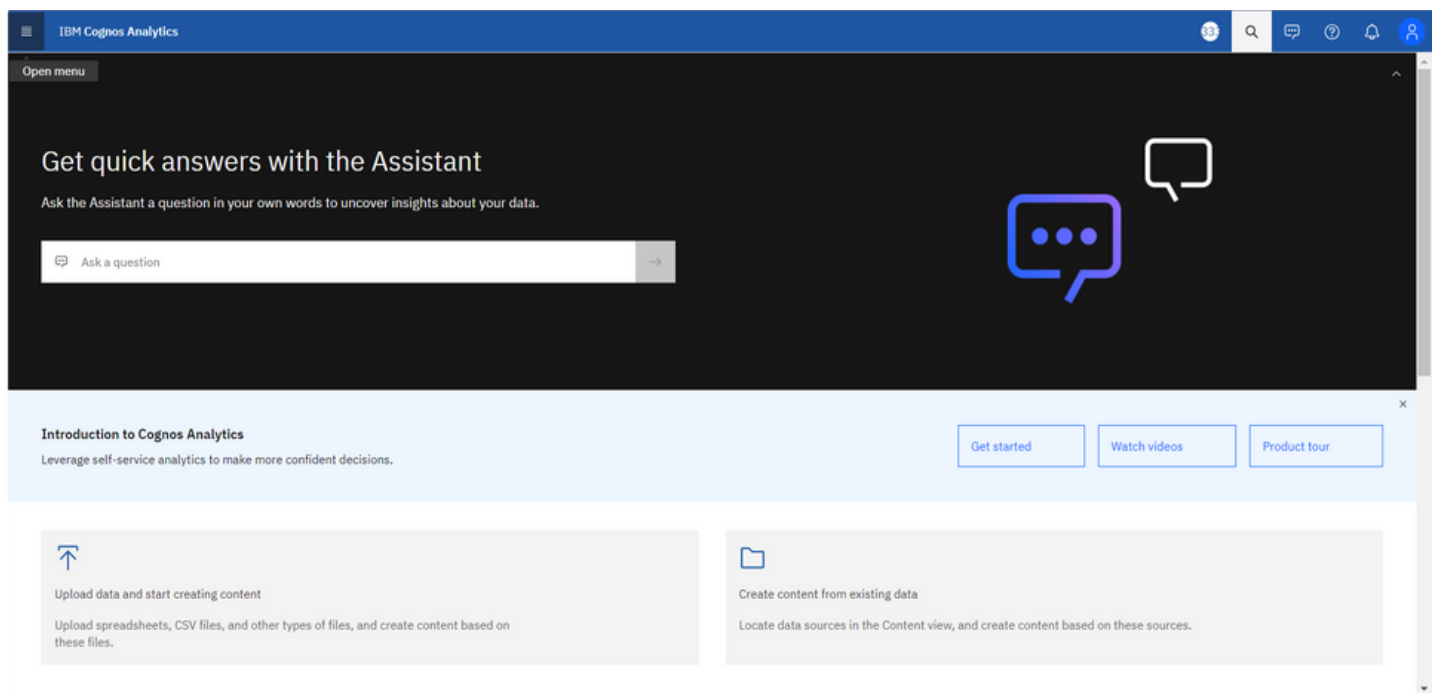 IBM Cognos Analytics
Open menu
Get quick answers with the Assistant
Ask the Assistant a question in your own words to uncover insights about your data.
Ask a question
Introduction to Cognos Analytics
Leverage self-service analytics to make more confident decisions.
Get started
Watch videos
Product tour
Upload data and start creating content
Upload spreadsheets, CSV files, and other types of files, and create content based on
these files.
Create content from existing data
Locate data sources in the Content view, and create content based on these sources.